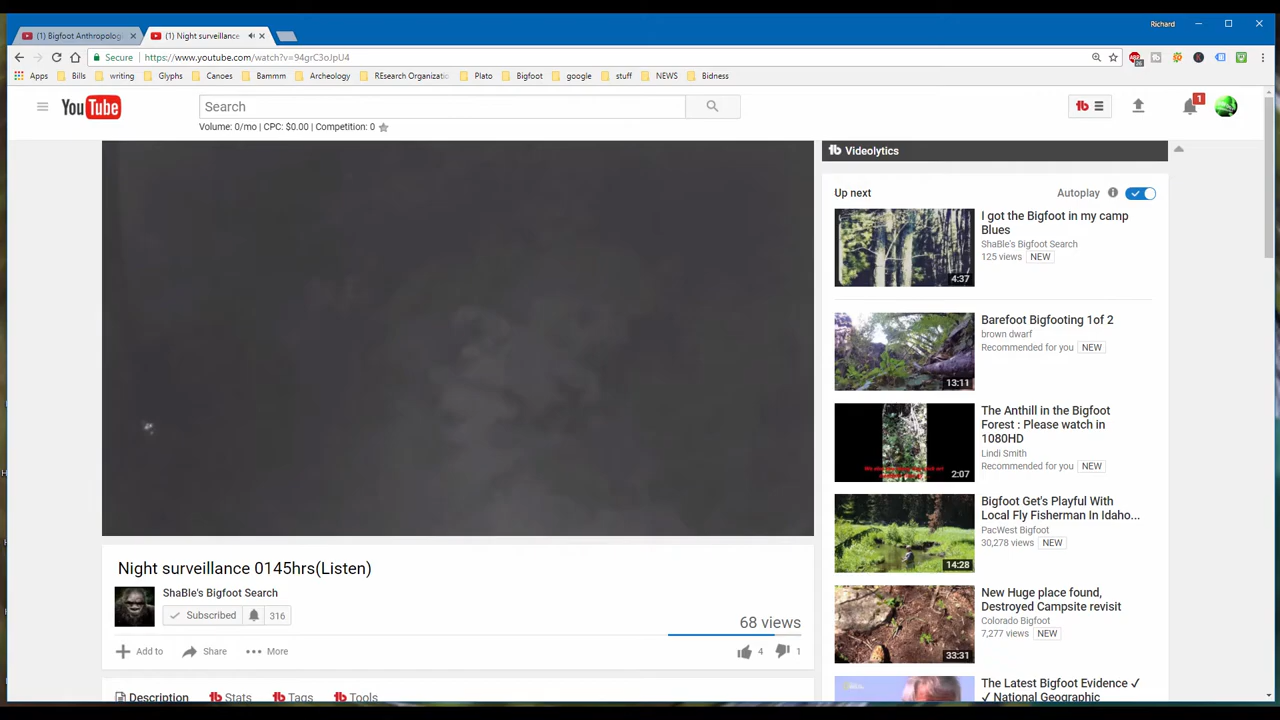 Richard
(1) Bigfoot Anthropolog
(1) Night surveillance
Secure
https://www.youtube.com/watch?v=94grC3oJpU4
Apps Bills writing Glyphs Canoes Bammm Archeology REsearch Organizatio Plato Bigfoot google stuff NEWS Bidness
YouTube
Search
1
Volume: 0/mo | CPC: $0.00 | Competition: 0
Videolytics
Up next
Autoplay
I got the Bigfoot in my camp
Blues
ShaBle's Bigfoot Search
125 views NEW
4:37
Barefoot Bigfooting 1of 2
brown dwarf
Recommended for you NEW
13:11
The Anthill in the Bigfoot
Forest : Please watch in
1080HD
Lindi Smith
Recommended for you NEW
2:07
Bigfoot Get's Playful With
Local Fly Fisherman In Idaho...
PacWest Bigfoot
30,278 views NEW
14:28
New Huge place found,
Destroyed Campsite revisit
Colorado Bigfoot
7,277 views NEW
33:31
The Latest Bigfoot Evidence ✓
✓ National Geographic
Night surveillance 0145hrs(Listen)
ShaBle's Bigfoot Search
Subscribed 316
68 views
Add to Share More
4 1
Description Stats Tags Tools